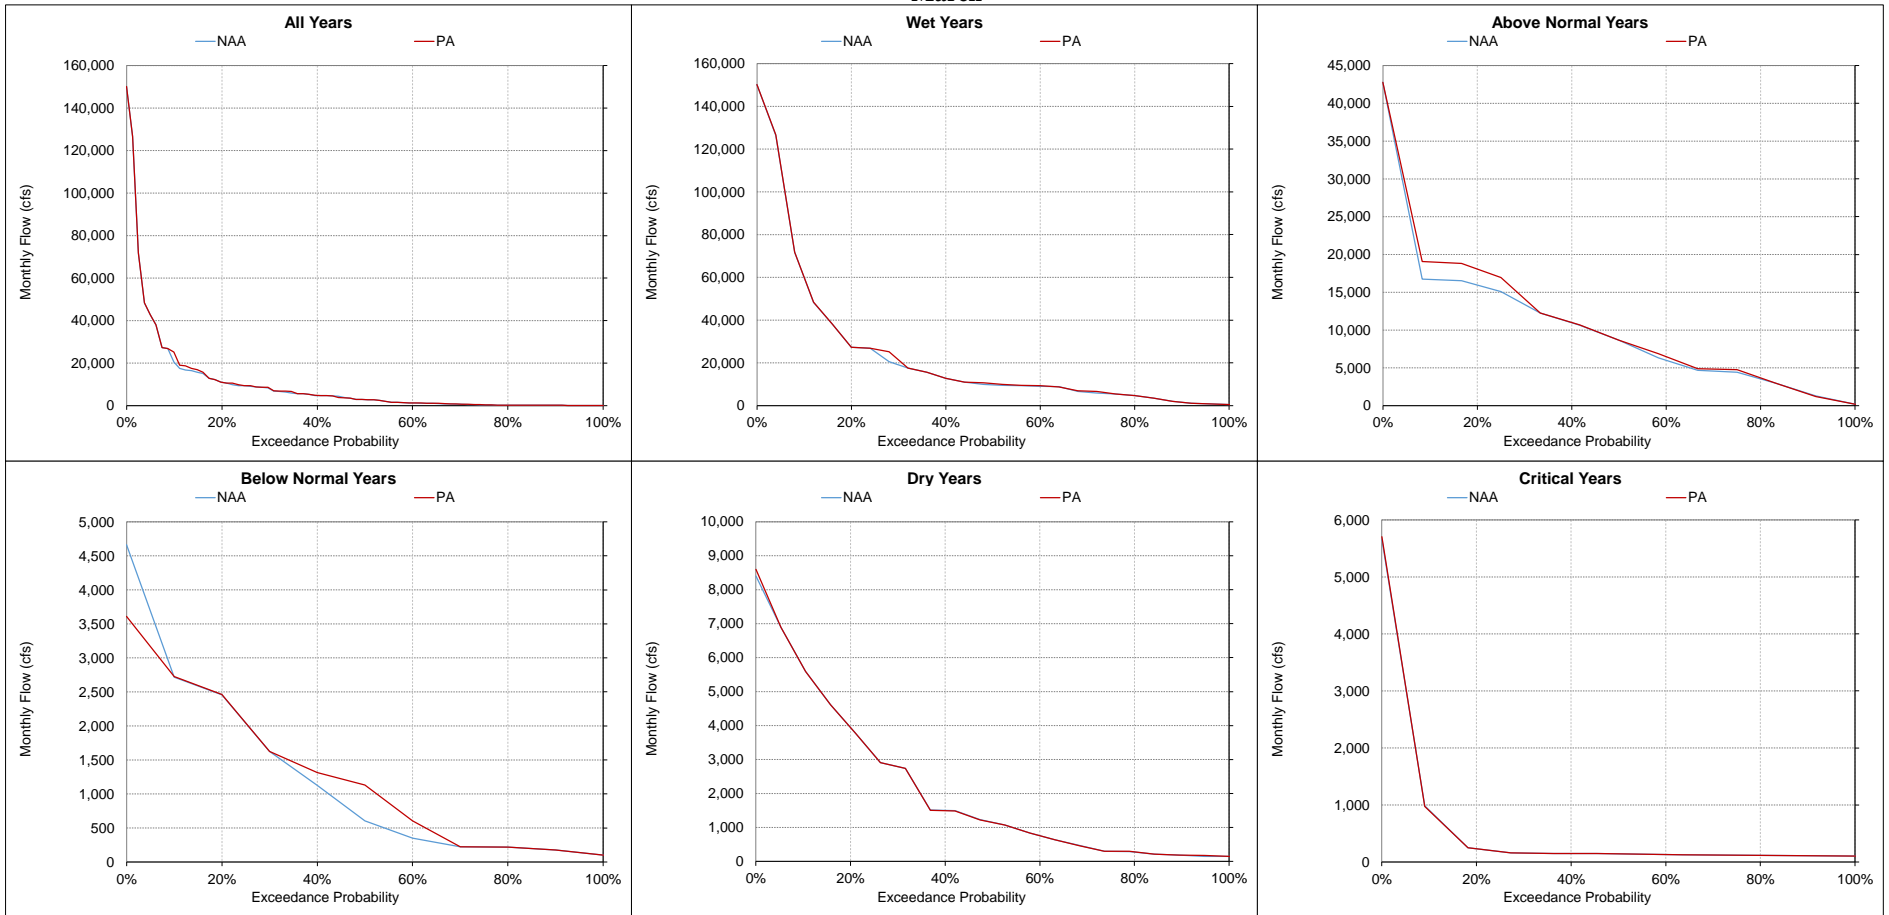 All Years
NAA PA
160,000
140,000
120,000
100,000
80,000
60,000
40,000
20,000
0
Monthly Flow (cfs)
0% 20% 40% 60% 80% 100%
Exceedance Probability
Wet Years
NAA PA
160,000
140,000
120,000
100,000
80,000
60,000
40,000
20,000
0
Monthly Flow (cfs)
0% 20% 40% 60% 80% 100%
Exceedance Probability
Above Normal Years
NAA PA
45,000
40,000
35,000
30,000
25,000
20,000
15,000
10,000
5,000
0
Monthly Flow (cfs)
0% 20% 40% 60% 80% 100%
Exceedance Probability
Below Normal Years
NAA PA
5,000
4,500
4,000
3,500
3,000
2,500
2,000
1,500
1,000
500
0
Monthly Flow (cfs)
0% 20% 40% 60% 80% 100%
Exceedance Probability
Dry Years
NAA PA
10,000
9,000
8,000
7,000
6,000
5,000
4,000
3,000
2,000
1,000
0
Monthly Flow (cfs)
0% 20% 40% 60% 80% 100%
Exceedance Probability
Critical Years
NAA PA
6,000
5,000
4,000
3,000
2,000
1,000
0
Monthly Flow (cfs)
0% 20% 40% 60% 80% 100%
Exceedance Probability